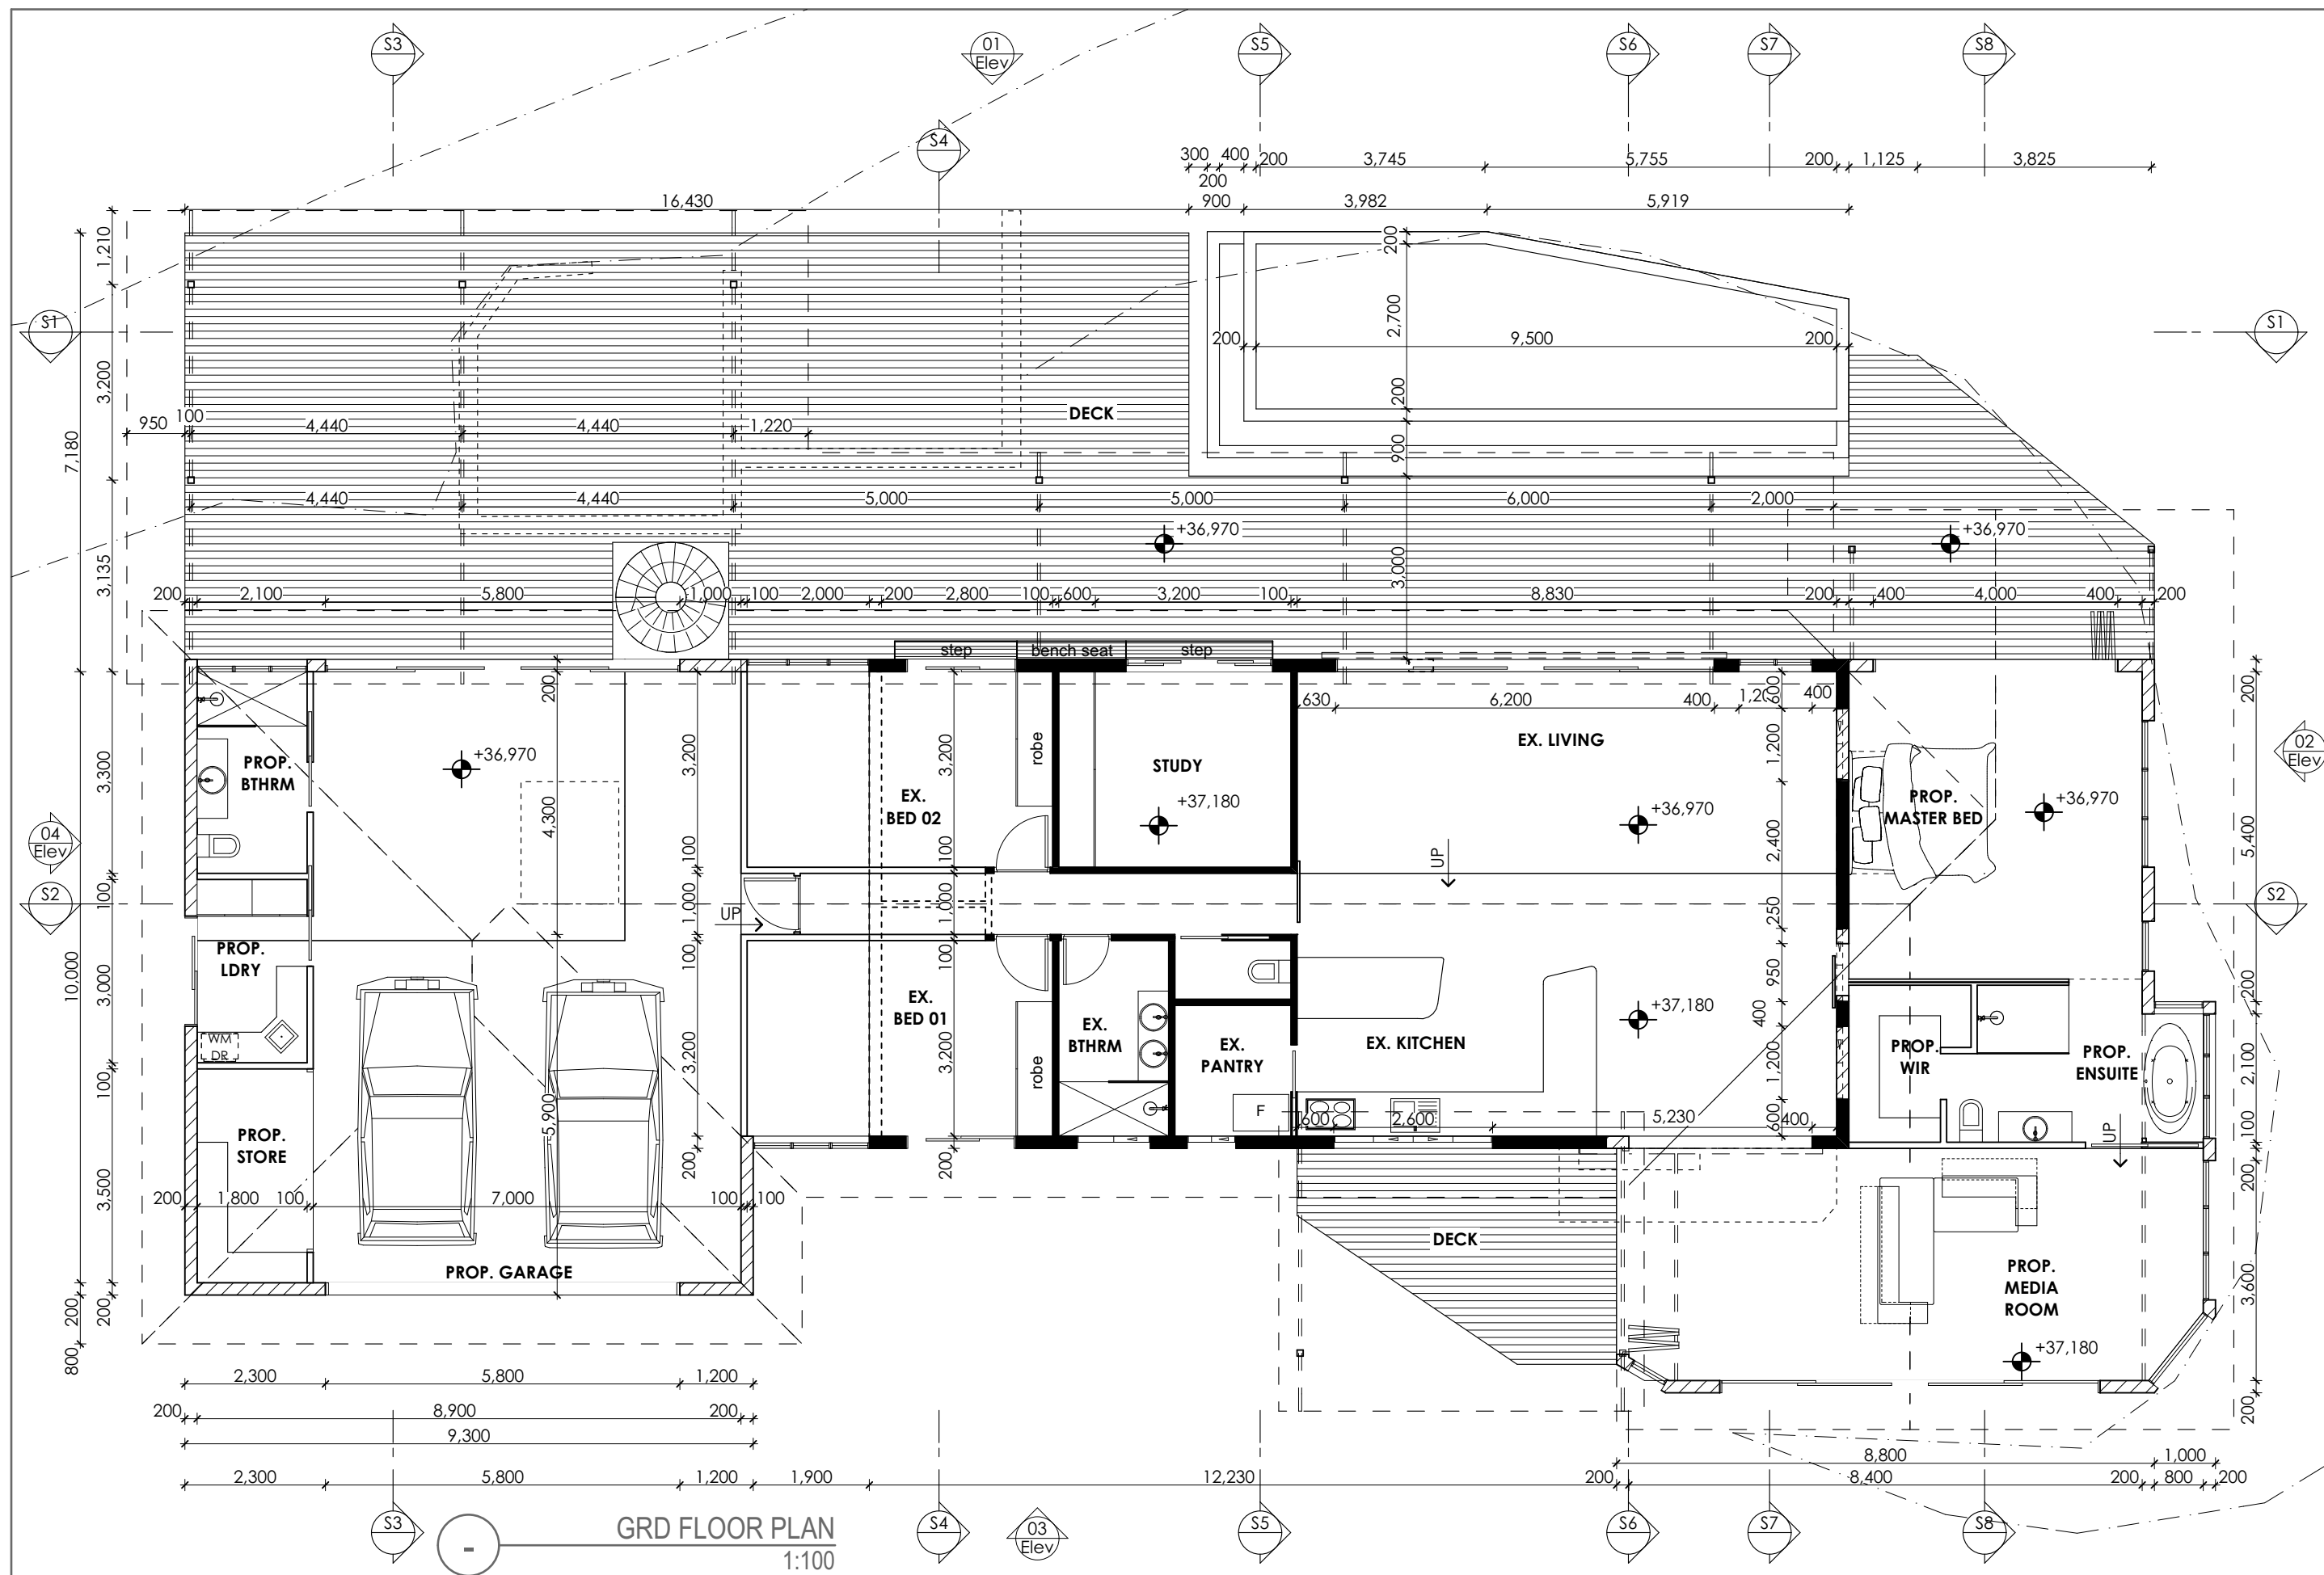 S3
01
Elev
S5
S6
S7
S8
S4
300 400 200 3,745 5,755 200 1,125 3,825
200
16,430 900 3,982 5,919
1,210
200
S1
S1
2,700
200 9,500 200
3,200
200
7,180
950 100 4,440 4,440 1,220
DECK
900
4,440 4,440 5,000 5,000 6,000 2,000
+36,970
+36,970
3,135
3,000
200 2,100 5,800 1,000 100 2,000 200 2,800 100 600 3,200 100 8,830 200 400 4,000 400 200
step
bench seat
step
200
200
630 6,200 400 1,20 400
600
3,200
3,200
robe
EX. LIVING
1,200
02
Elev
+36,970
PROP.
BTHRM
STUDY
3,300
+37,180
+36,970
+36,970
EX.
BED 02
PROP.
MASTER BED
4,300
04
Elev
100
100
UP
2,400
5,400
S2
S2
100
UP
1,000
1,000
250
PROP.
LDRY
100
100
950
200
10,000
3,000
EX.
BED 01
+37,180
400
EX.
BTHRM
EX.
PANTRY
EX. KITCHEN
WM
DR
3,200
3,200
robe
PROP.
WIR
PROP.
ENSUITE
1,200
2,100
100
5,900
F
600 2,600 5,230 400
600
100
UP
PROP.
STORE
200
200
200
3,500
200 1,800 100 7,000 100 100
DECK
PROP. GARAGE
PROP.
MEDIA
ROOM
3,600
200
200
+37,180
800
2,300 5,800 1,200
200
200 8,900 200
9,300
8,800 1,000
2,300 5,800 1,200 1,900 12,230 200 8,400 200 800 200
S3
-
GRD FLOOR PLAN
1:100
S4
03
Elev
S5
S6
S7
S8